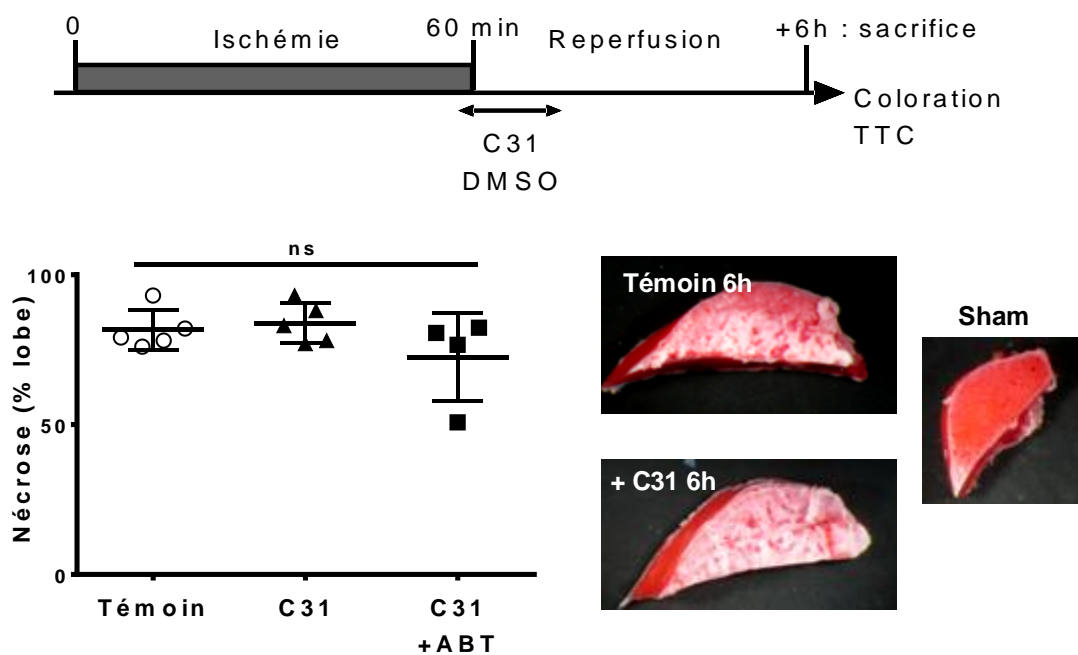 0
Ischémie
60 min
Reperfusion
+6h : sacrifice
Coloration
TTC
C31
DMSO
ns
100
50
0
Nécrose (% lobe)
Témoin
C31
C31
+ABT
Témoin 6h
+ C31 6h
Sham